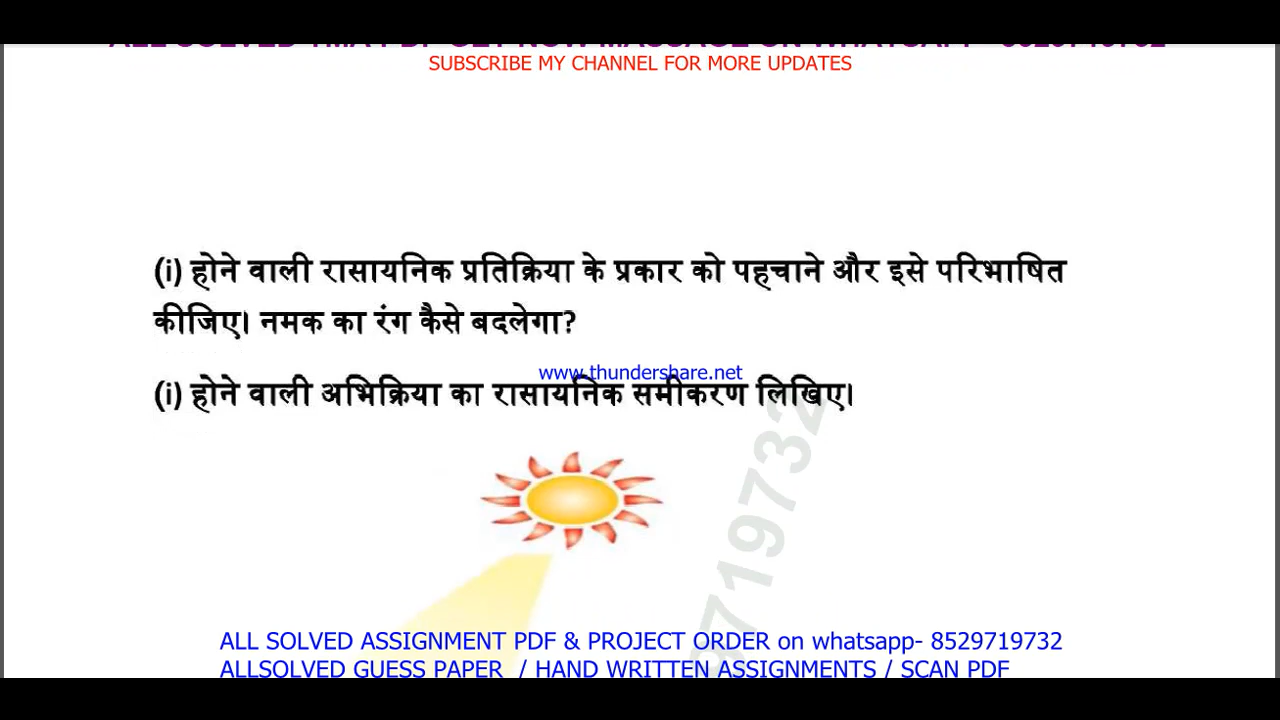 SUBSCRIBE MY CHANNEL FOR MORE UPDATES
(i) होने वाली रासायनिक प्रतिक्रिया के प्रकार को पहचाने और इसे परिभाषित
कीजिए। नमक का रंग कैसे बदलेगा?
www.thundershare.net
(i) होने वाली अभिक्रिया का रासायनिक समीकरण लिखिए।
9719732
ALL SOLVED ASSIGNMENT PDF & PROJECT ORDER on whatsapp- 8529719732
ALLSOLVED GUESS PAPER / HAND WRITTEN ASSIGNMENTS / SCAN PDF